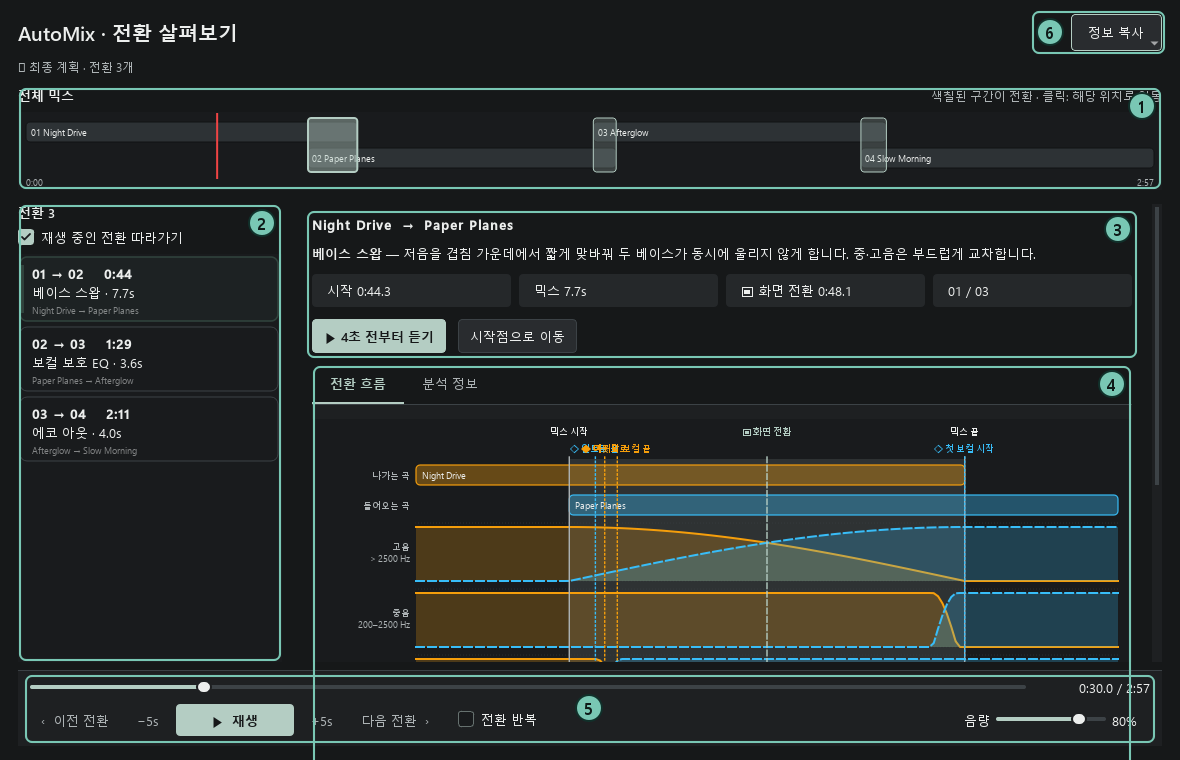 AutoMix · 전환 살펴보기
6
정보 복사
최종 계획 · 전환 3개
전체 믹스
색칠된 구간이 전환 · 클릭: 해당 위치로
1
01 Night Drive
03 Afterglow
02 Paper Planes
04 Slow Morning
0:00
2:57
전환 3
2
재생 중인 전환 따라가기
01 → 02 0:44
베이스 스왑 · 7.7s
Night Drive → Paper Planes
02 → 03 1:29
보컬 보호 EQ · 3.6s
Paper Planes → Afterglow
03 → 04 2:11
에코 아웃 · 4.0s
Afterglow → Slow Morning
Night Drive → Paper Planes
3
베이스 스왑 — 저음을 겹침 가운데에서 짧게 맞바꿔 두 베이스가 동시에 울리지 않게 합니다. 중·고음은 부드럽게 교차합니다.
시작 0:44.3
믹스 7.7s
화면 전환 0:48.1
01 / 03
▶ 4초 전부터 듣기
시작점으로 이동
전환 흐름
분석 정보
4
믹스 시작
화면 전환
믹스 끝
보컬 끝
◇ 첫 보컬 시작
나가는 곡
Night Drive
들어오는 곡
Paper Planes
고음
> 2500 Hz
중음
200–2500 Hz
0:30.0 / 2:57
‹ 이전 전환
−5s
▶ 재생
+5s
다음 전환 ›
전환 반복
5
음량
80%